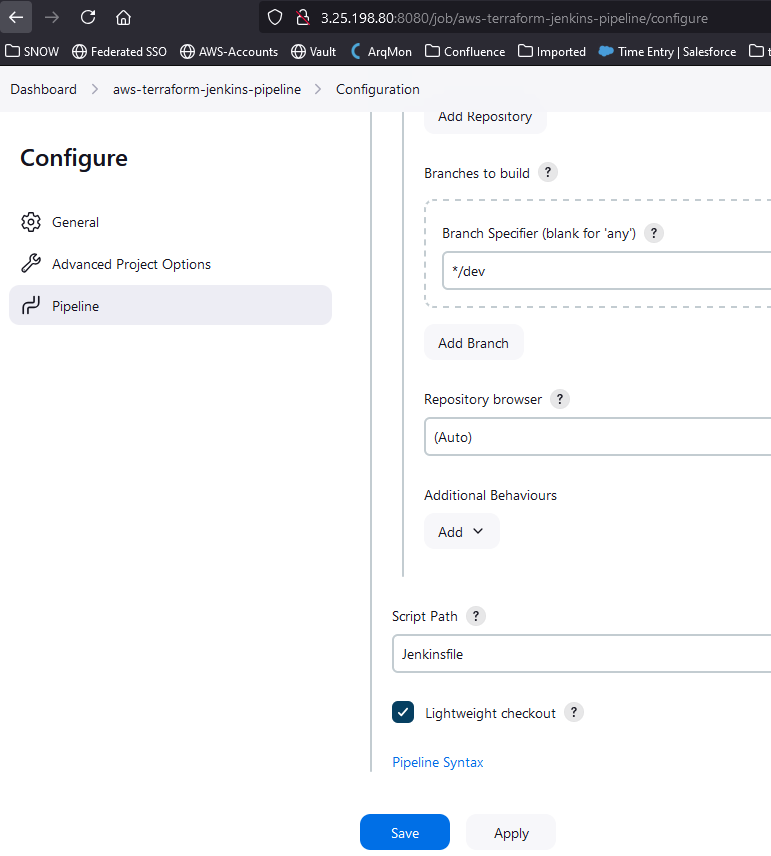 3.25.198.80:8080/job/aws-terraform-jenkins-pipeline/configure
SNOW Federated SSO AWS-Accounts Vault ArqMon Confluence Imported Time Entry | Salesforce
Dashboard aws-terraform-jenkins-pipeline Configuration
Configure
General
Advanced Project Options
Pipeline
Add Repository
Branches to build ?
Branch Specifier (blank for 'any') ?
*/dev
Add Branch
Repository browser ?
(Auto)
Additional Behaviours
Add
Script Path ?
Jenkinsfile
Lightweight checkout ?
Pipeline Syntax
Save Apply